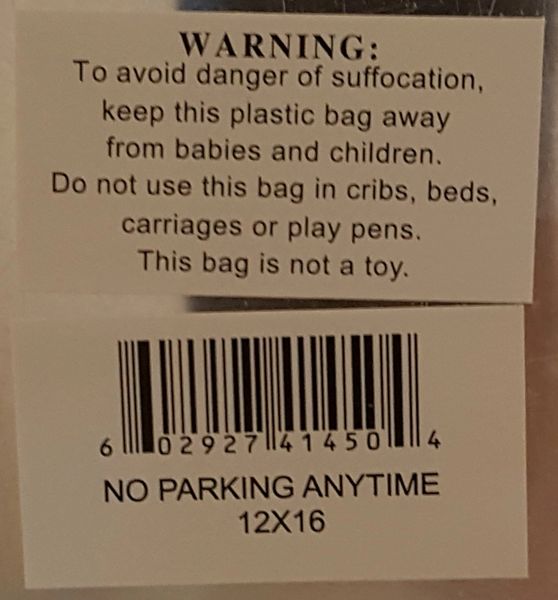 WARNING:
To avoid danger of suffocation,
keep this plastic bag away
from babies and children.
Do not use this bag in cribs, beds,
carriages or play pens.
This bag is not a toy.
6 02927 41450 4
NO PARKING ANYTIME
12X16